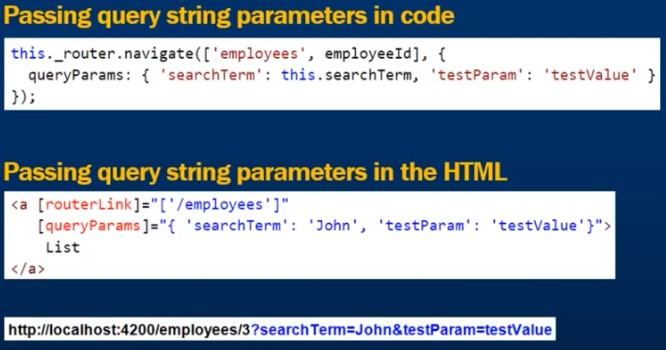 Passing query string parameters in code
this._router.navigate(['employees', employeeId], {
queryParams: { 'searchTerm': this.searchTerm, 'testParam': 'testValue' }
});
Passing query string parameters in the HTML
<a [routerLink]="['/employees']"
[queryParams]="{ 'searchTerm': 'John', 'testParam': 'testValue'}">
List
</a>
http://localhost:4200/employees/3?searchTerm=John&testParam=testValue